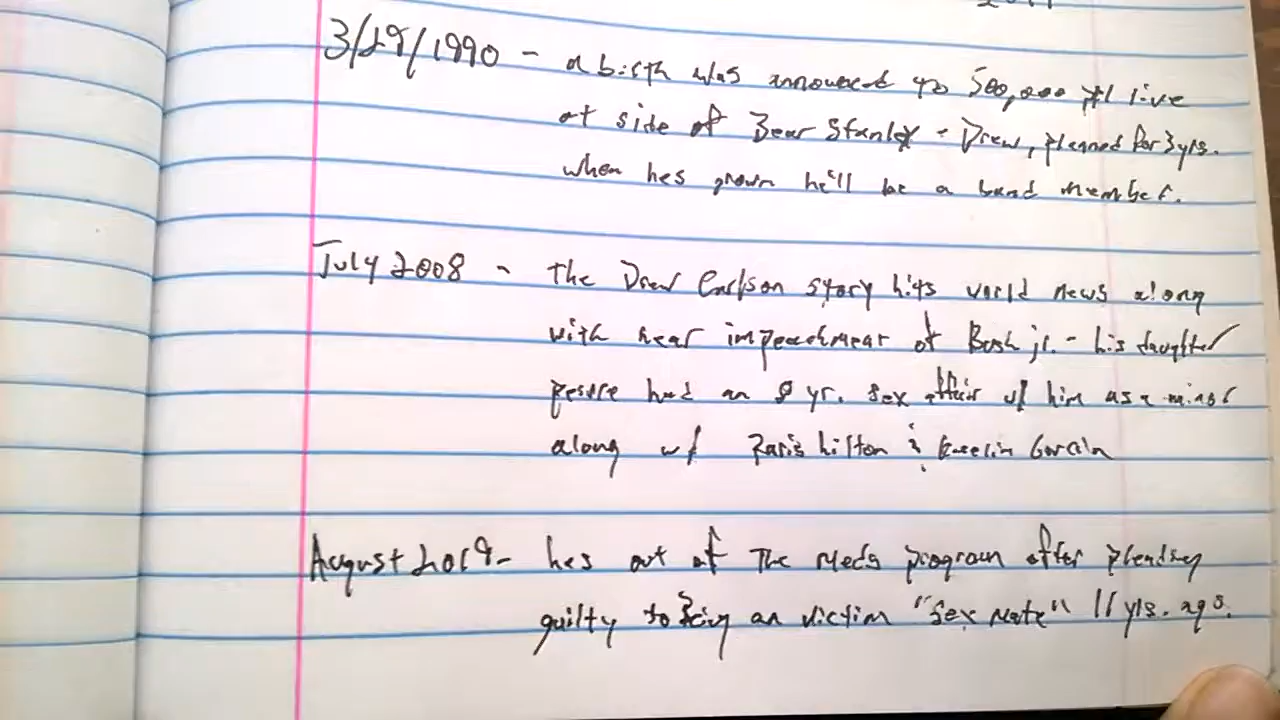 3/29/1990 - a birth was announced to 500,000 ppl live
at side of Bear Stanley - Drew, planned for 3 yrs.
when hes grown he'll be a band member.
July 2008 - the Drew Carlson story hits world news along
with near impeachment of Bush jr. - his daughter
had an 8 yr. sex affair w/ him as a minor
along w/ Paris hilton &
August 2019 - hes out of The Meds program after pleading
guilty to being an victim "Sex Mate" 11 yrs. ago.